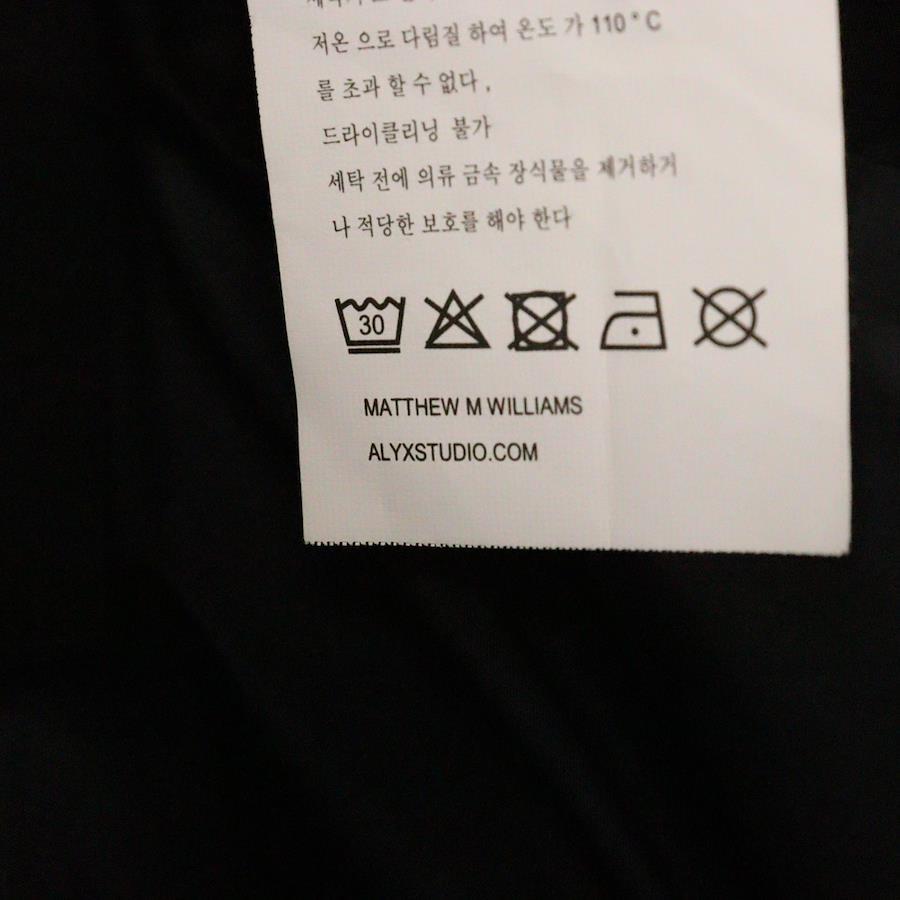 저온 으로 다림질 하여 온도 가 110°C
를 초과 할 수 없다,
드라이클리닝 불가
세탁 전에 의류 금속 장식물을 제거하거
나 적당한 보호를 해야 한다
30
MATTHEW M WILLIAMS
ALYXSTUDIO.COM